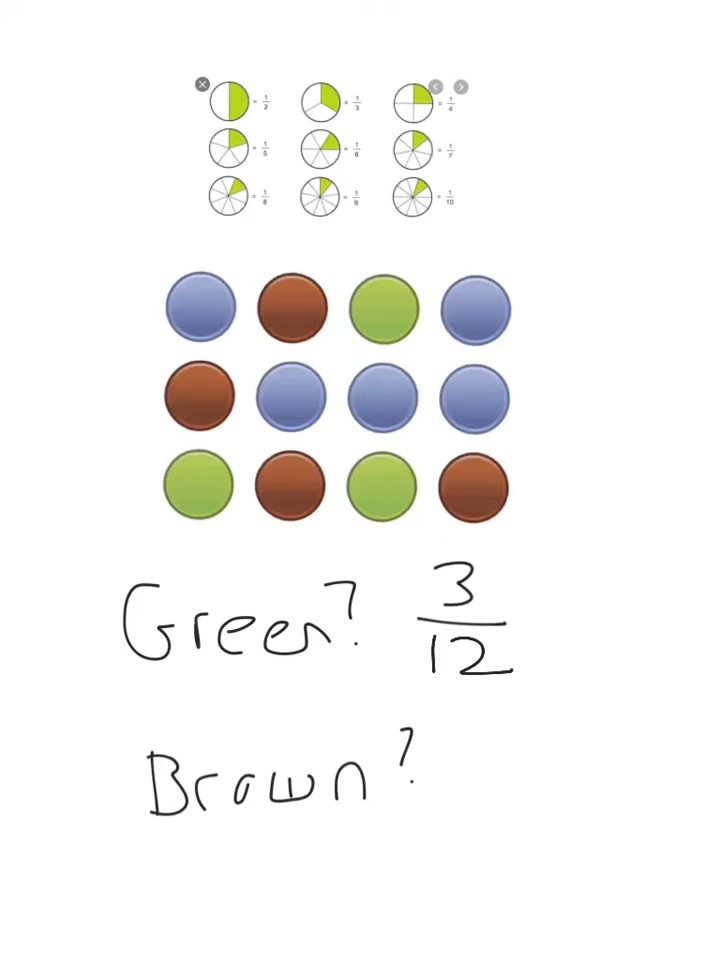 = 1/2 = 1/3 = 1/4
= 1/5 = 1/6 = 1/7
= 1/8 = 1/9 = 1/10
Green? 3/12
Brown?